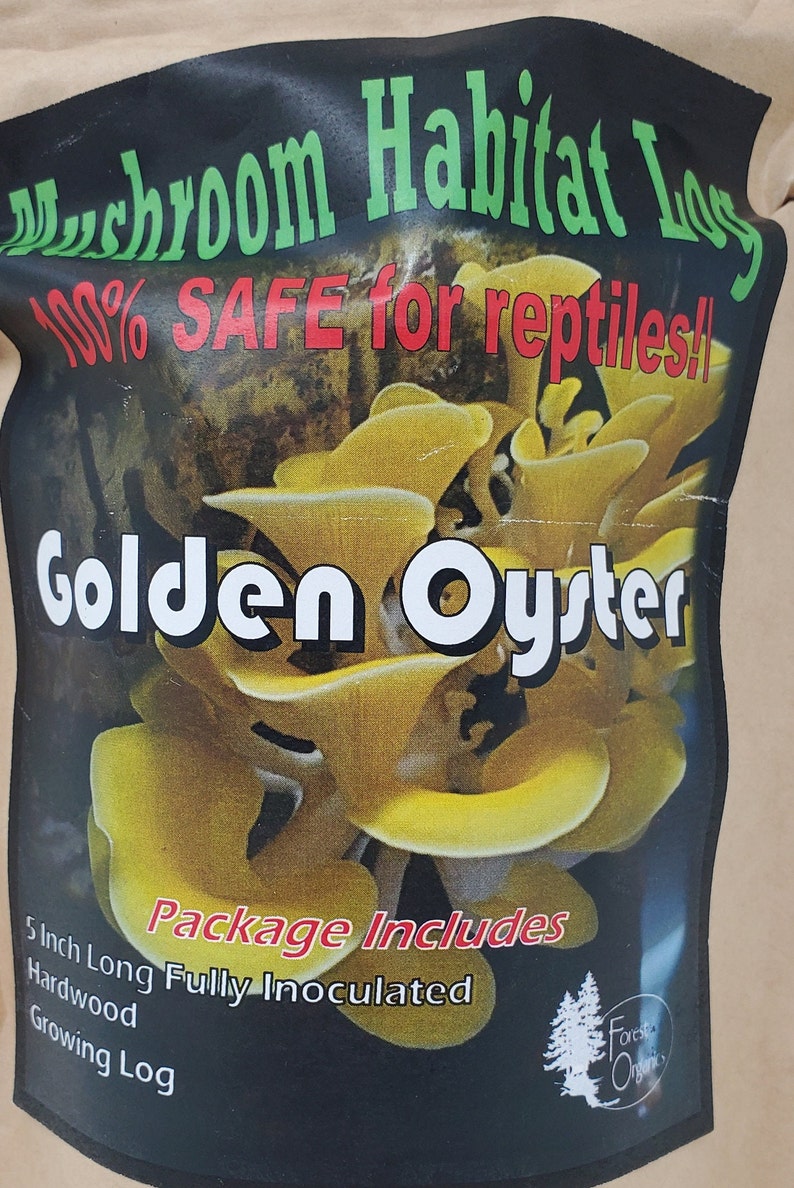 Mushroom Habitat Log
100% SAFE for reptiles!|
Golden Oyster
Package Includes
5 Inch Long Fully Inoculated
Hardwood
Growing Log
Forest
Organics